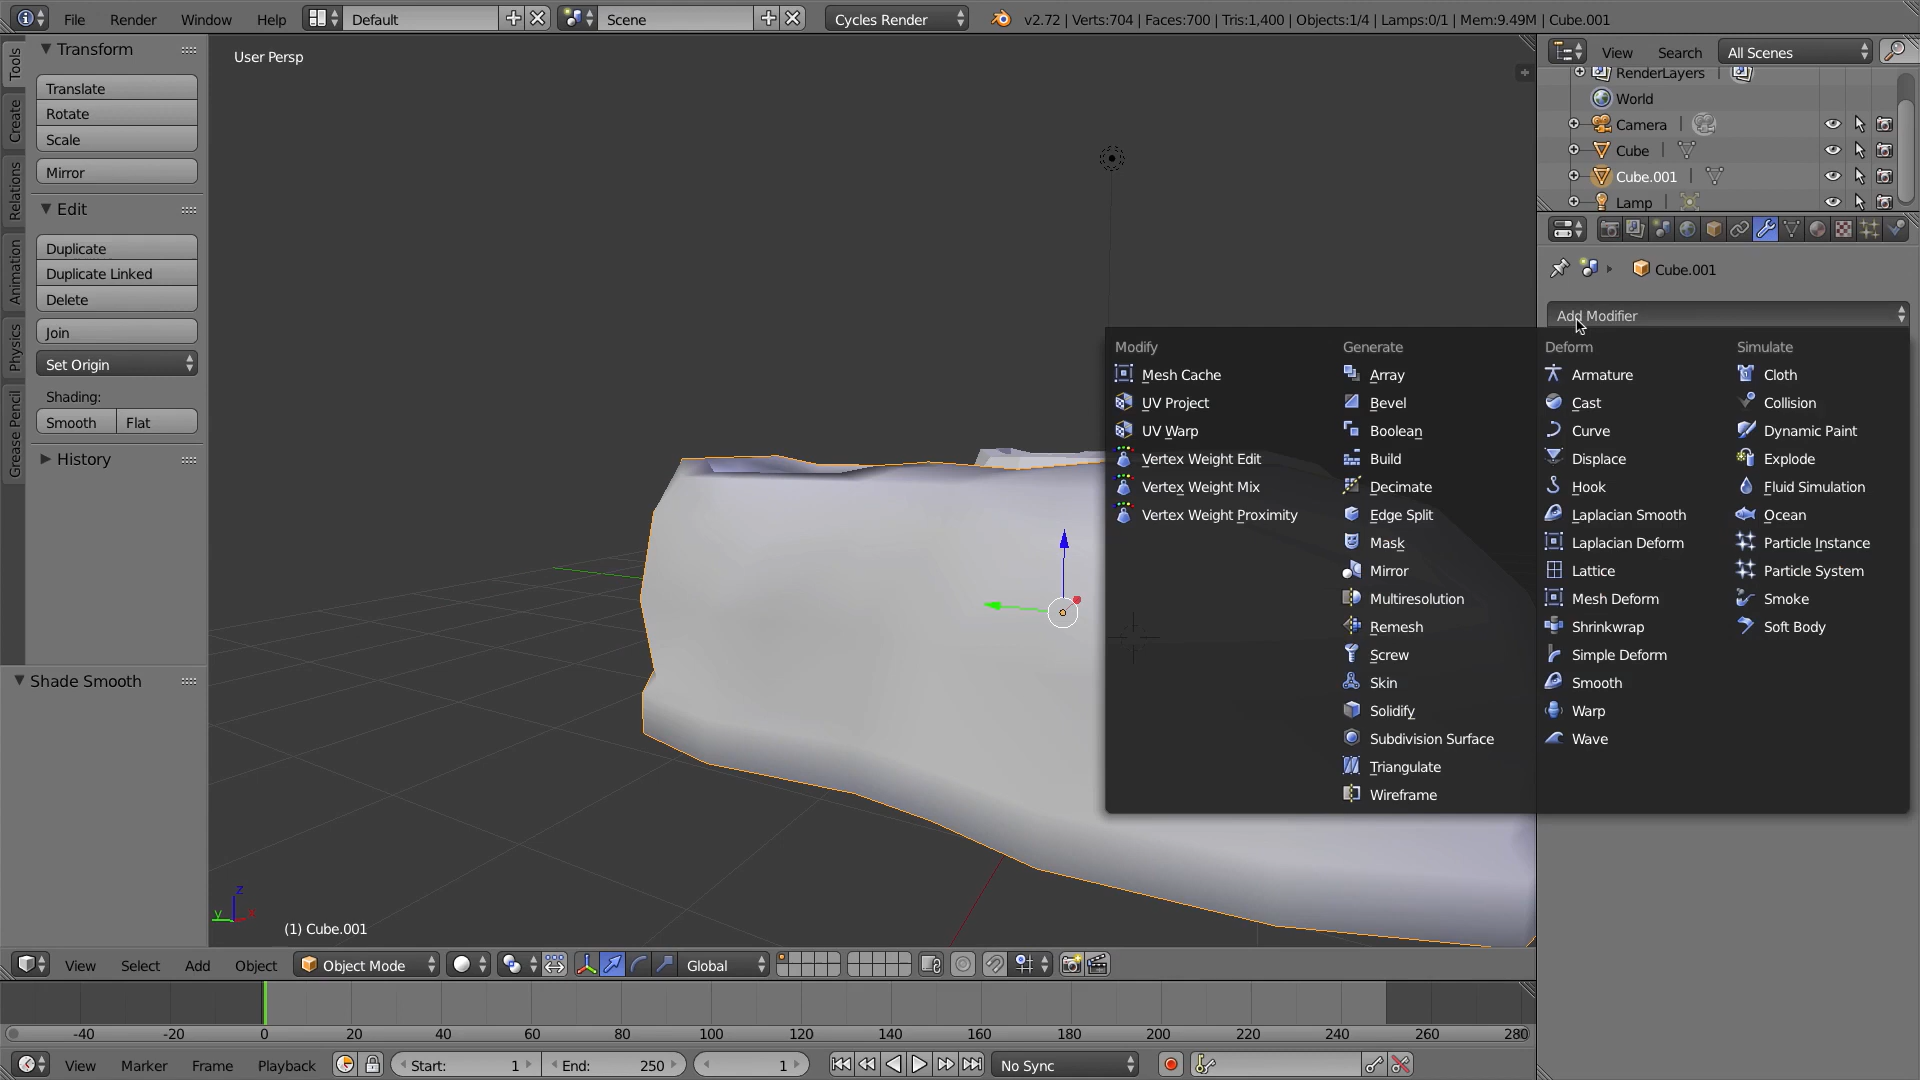 File Render Window Help Default Scene Cycles Render v2.72 | Verts:704 | Faces:700 | Tris:1,400 | Objects:1/4 | Lamps:0/1 | Mem:9.49M | Cube.001
Tools
Create
Relations
Animation
Physics
Grease Pencil
Transform
Translate
Rotate
Scale
Mirror
Edit
Duplicate
Duplicate Linked
Delete
Join
Set Origin
Shading:
Smooth Flat
History
Shade Smooth
User Persp
z
y
x
(1) Cube.001
View Search All Scenes
RenderLayers |
World
Camera |
Cube |
Cube.001 |
Lamp |
Cube.001
Add Modifier
Modify
Mesh Cache
UV Project
UV Warp
Vertex Weight Edit
Vertex Weight Mix
Vertex Weight Proximity
Generate
Array
Bevel
Boolean
Build
Decimate
Edge Split
Mask
Mirror
Multiresolution
Remesh
Screw
Skin
Solidify
Subdivision Surface
Triangulate
Wireframe
Deform
Armature
Cast
Curve
Displace
Hook
Laplacian Smooth
Laplacian Deform
Lattice
Mesh Deform
Shrinkwrap
Simple Deform
Smooth
Warp
Wave
Simulate
Cloth
Collision
Dynamic Paint
Explode
Fluid Simulation
Ocean
Particle Instance
Particle System
Smoke
Soft Body
View Select Add Object Object Mode Global
-40 -20 0 20 40 60 80 100 120 140 160 180 200 220 240 260 280
View Marker Frame Playback Start: 1 End: 250 1 No Sync